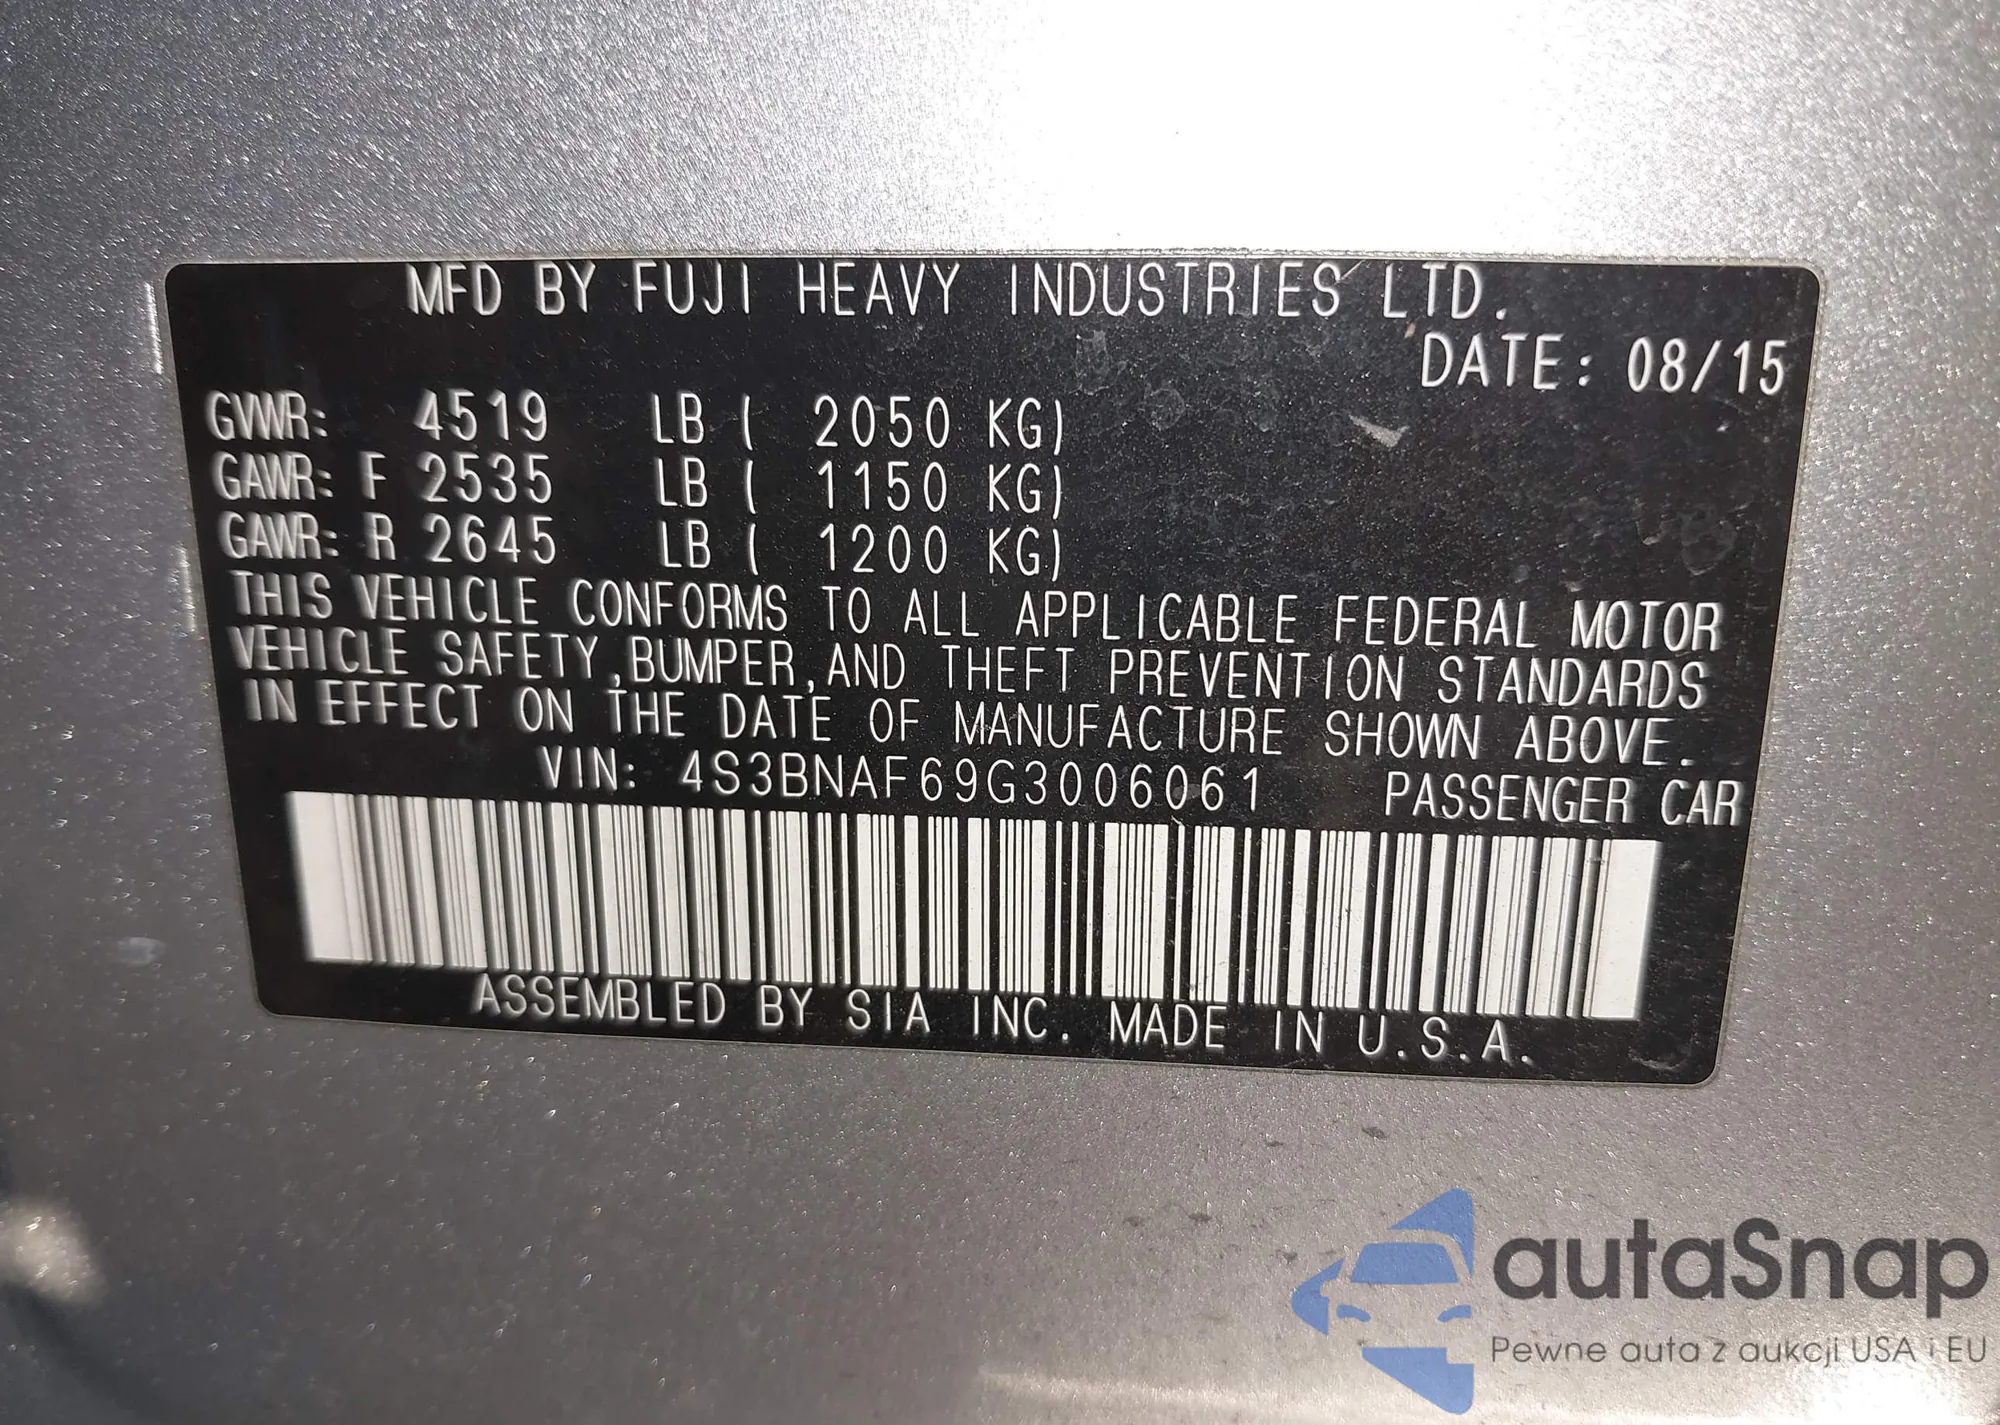 MFD BY FUJI HEAVY INDUSTRIES LTD.
DATE: 08/15
GVWR: 4519 LB ( 2050 KG)
GAWR: F 2535 LB ( 1150 KG)
GAWR: R 2645 LB ( 1200 KG)
THIS VEHICLE CONFORMS TO ALL APPLICABLE FEDERAL MOTOR
VEHICLE SAFETY,BUMPER,AND THEFT PREVENTION STANDARDS
IN EFFECT ON THE DATE OF MANUFACTURE SHOWN ABOVE.
VIN: 4S3BNAF69G3006061 PASSENGER CAR
ASSEMBLED BY SIA INC. MADE IN U.S.A.
autaSnap
Pewne auta z aukcji USA i EU